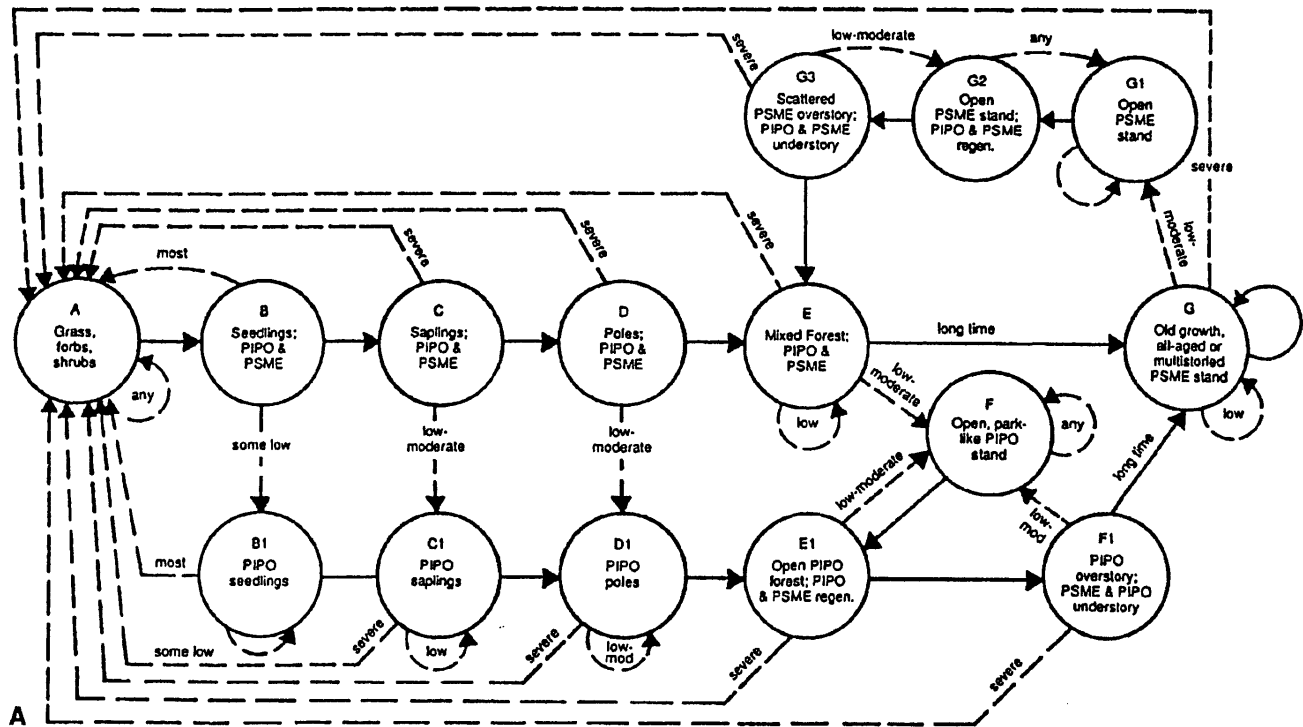 low-moderate
any
severe
G3
Scattered
PSME overstory;
PIPO & PSME
understory
G2
Open
PSME stand;
PIPO & PSME
regen.
G1
Open
PSME
stand
severe
low-
moderate
severe
severe
severe
most
A
Grass,
forbs,
shrubs
any
B
Seedlings;
PIPO &
PSME
C
Saplings;
PIPO &
PSME
D
Poles;
PIPO &
PSME
E
Mixed Forest;
PIPO &
PSME
long time
G
Old growth,
all-aged or
multistoried
PSME stand
low
low-
moderate
low
F
Open, park-
like PIPO
stand
any
some low
low-
moderate
low-
moderate
low-moderate
long time
low-
mod
most
B1
PIPO
seedlings
C1
PIPO
saplings
D1
PIPO
poles
E1
Open PIPO
forest; PIPO
& PSME regen.
F1
PIPO
overstory;
PSME & PIPO
understory
some low
severe
low
severe
low-
mod
severe
severe
A